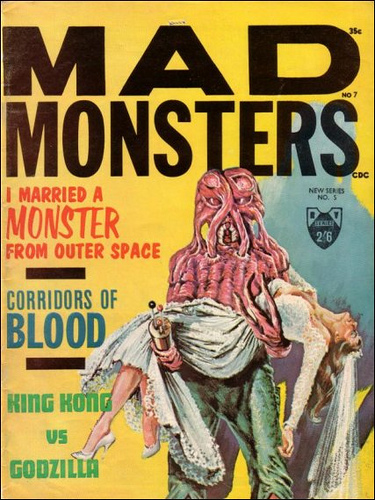 MAD
35c
NO 7
MONSTERS
CDC
I MARRIED A
MONSTER
FROM OUTER SPACE
NEW SERIES
NO. 5
2/6
CORRIDORS OF
BLOOD
KING KONG
VS
GODZILLA